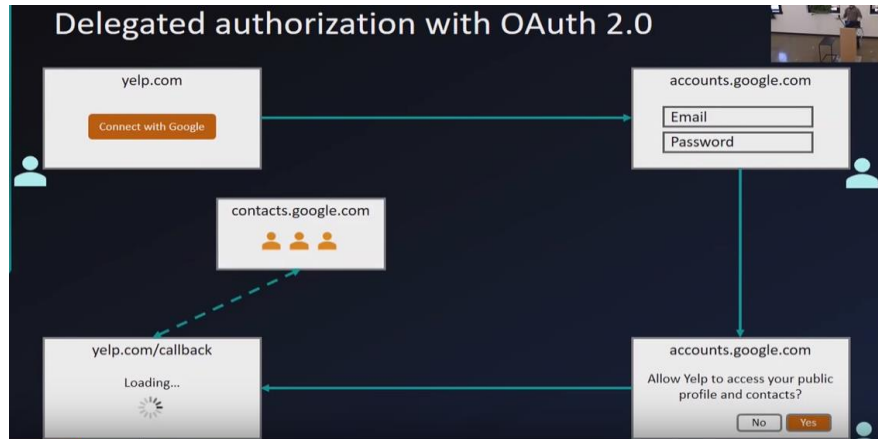 Delegated authorization with OAuth 2.0
yelp.com
Connect with Google
accounts.google.com
Email
Password
contacts.google.com
yelp.com/callback
Loading...
accounts.google.com
Allow Yelp to access your public
profile and contacts?
No
Yes